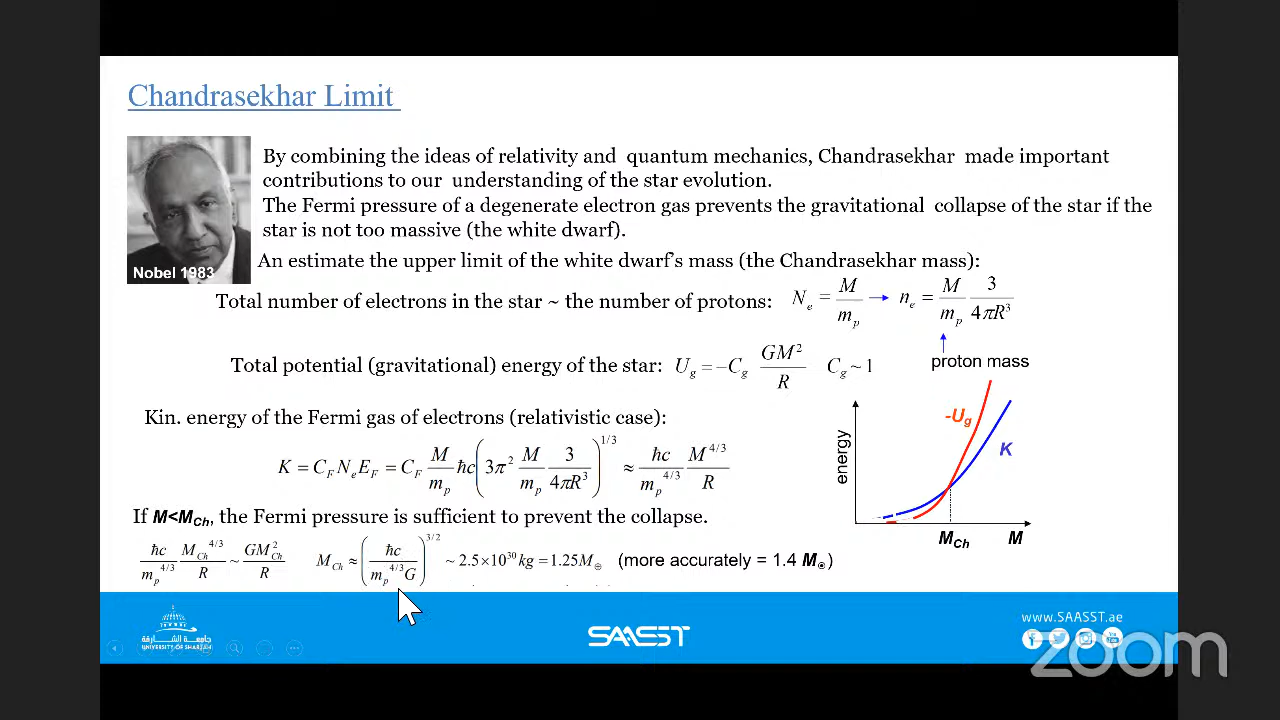 Chandrasekhar Limit
By combining the ideas of relativity and quantum mechanics, Chandrasekhar made important
contributions to our understanding of the star evolution.
The Fermi pressure of a degenerate electron gas prevents the gravitational collapse of the star if the
star is not too massive (the white dwarf).
Nobel 1983
An estimate the upper limit of the white dwarf's mass (the Chandrasekhar mass):
Total number of electrons in the star ~ the number of protons: N_e = M/m_p → n_e = M/m_p 3/4πR³
proton mass
Total potential (gravitational) energy of the star: U_g = −C_g GM²/R C_g ~ 1
Kin. energy of the Fermi gas of electrons (relativistic case):
K = C_F N_e E_F = C_F M/m_p ħc (3π² M/m_p 3/4πR³)^1/3 ≈ ħc/m_p^4/3 M^4/3/R
energy
-U_g
K
M_Ch
M
If M<M_Ch, the Fermi pressure is sufficient to prevent the collapse.
ħc/m_p^4/3 M_Ch^4/3/R ~ GM²_Ch/R M_Ch ≈ (ħc/m_p^4/3 G)^3/2 ~ 2.5×10³⁰ kg = 1.25M_⊕ (more accurately = 1.4 M_⊕)
جامعة الشارقة
UNIVERSITY OF SHARJAH
SAASST
www.SAASST.ae
zoom